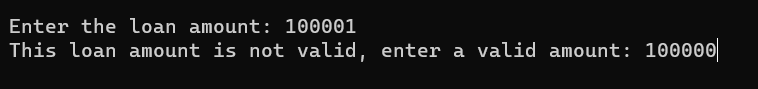 Enter the loan amount: 100001
This loan amount is not valid, enter a valid amount: 100000